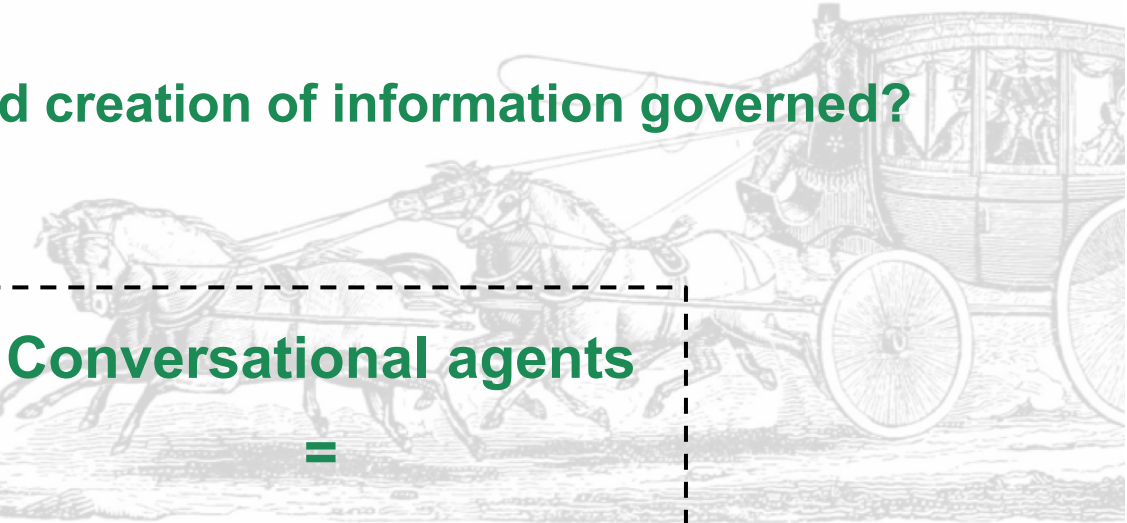 d creation of information governed?
Conversational agents
=